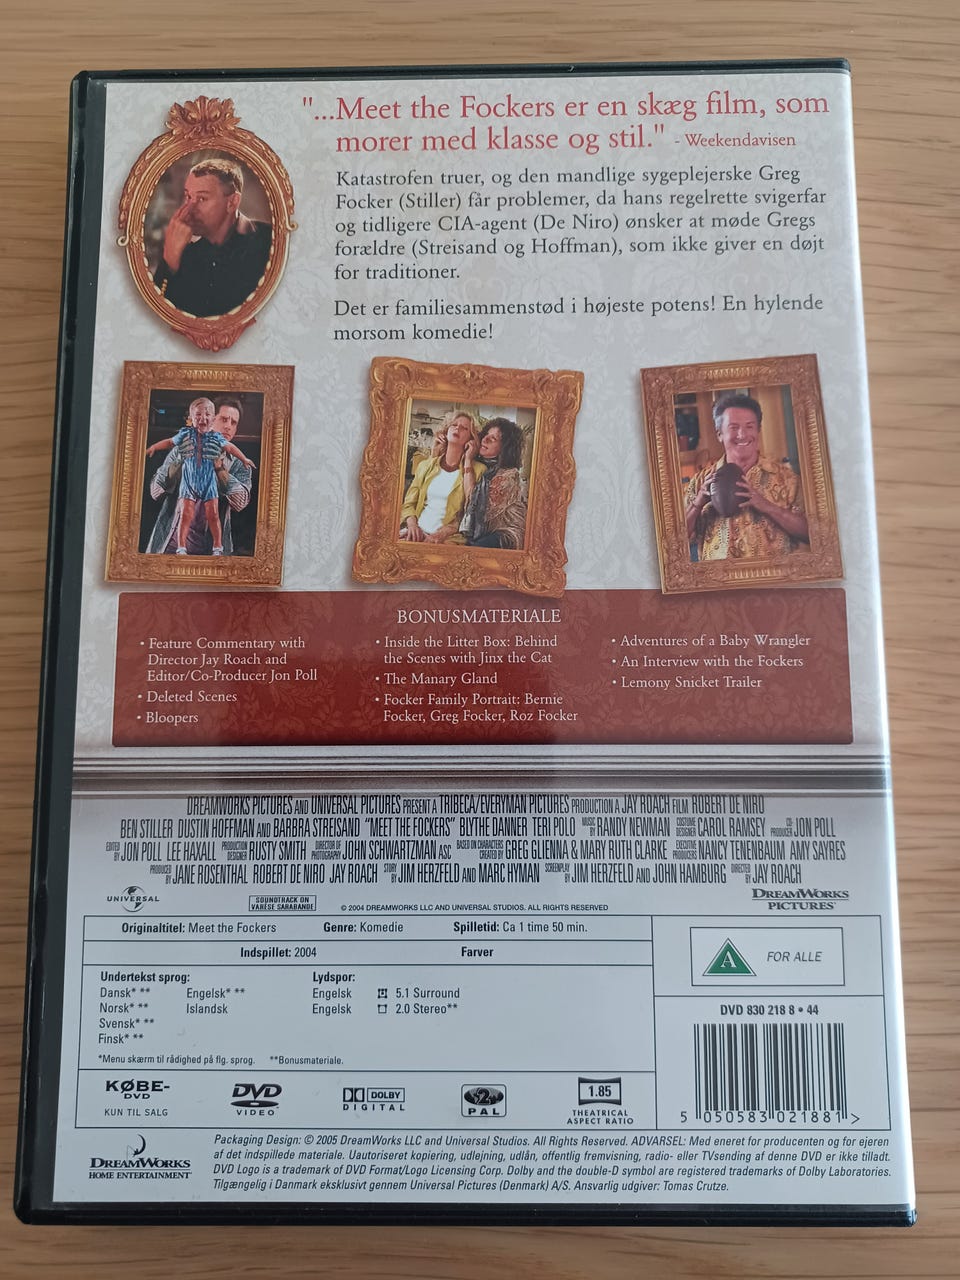 "...Meet the Fockers er en skæg film, som
morer med klasse og stil." - Weekendavisen
Katastrofen truer, og den mandlige sygeplejerske Greg
Focker (Stiller) får problemer, da hans regelrette svigerfar
og tidligere CIA-agent (De Niro) ønsker at møde Gregs
forældre (Streisand og Hoffman), som ikke giver en døjt
for traditioner.
Det er familiesammenstød i højeste potens! En hylende
morsom komedie!
BONUSMATERIALE
• Feature Commentary with
Director Jay Roach and
Editor/Co-Producer Jon Poll
• Deleted Scenes
• Bloopers
• Inside the Litter Box: Behind
the Scenes with Jinx the Cat
• The Manary Gland
• Focker Family Portrait: Bernie
Focker, Greg Focker, Roz Focker
• Adventures of a Baby Wrangler
• An Interview with the Fockers
• Lemony Snicket Trailer
DREAMWORKS PICTURES AND UNIVERSAL PICTURES PRESENT A TRIBECA/EVERYMAN PICTURES PRODUCTION A JAY ROACH FILM ROBERT DE NIRO
BEN STILLER DUSTIN HOFFMAN AND BARBRA STREISAND "MEET THE FOCKERS" BLYTHE DANNER TERI POLO MUSIC BY RANDY NEWMAN COSTUME DESIGNER CAROL RAMSEY CO-PRODUCER JON POLL
EDITED BY JON POLL LEE HAXALL PRODUCTION DESIGNER RUSTY SMITH DIRECTOR OF PHOTOGRAPHY JOHN SCHWARTZMAN ASC BASED ON CHARACTERS CREATED BY GREG GLIENNA & MARY RUTH CLARKE EXECUTIVE PRODUCERS NANCY TENENBAUM AMY SAYRES
PRODUCED BY JANE ROSENTHAL ROBERT DE NIRO JAY ROACH STORY BY JIM HERZFELD AND MARC HYMAN SCREENPLAY BY JIM HERZFELD AND JOHN HAMBURG DIRECTED BY JAY ROACH
UNIVERSAL
SOUNDTRACK ON
VARÈSE SARABANDE
© 2004 DREAMWORKS LLC AND UNIVERSAL STUDIOS. ALL RIGHTS RESERVED
DREAMWORKS
PICTURES
Originaltitel: Meet the Fockers Genre: Komedie Spilletid: Ca 1 time 50 min.
Indspillet: 2004 Farver
Undertekst sprog:
Dansk* ** Engelsk* **
Norsk* ** Islandsk
Svensk* **
Finsk* **
Lydspor:
Engelsk 5.1 Surround
Engelsk 2.0 Stereo**
*Menu skærm til rådighed på flg. sprog. **Bonusmateriale.
A FOR ALLE
DVD 830 218 8 • 44
5 050583 021881 >
KØBE-
DVD
KUN TIL SALG
DVD
VIDEO
DOLBY
DIGITAL
2
PAL
1.85
THEATRICAL
ASPECT RATIO
DREAMWORKS
HOME ENTERTAINMENT
Packaging Design: © 2005 DreamWorks LLC and Universal Studios. All Rights Reserved. ADVARSEL: Med eneret for producenten og for ejeren
af det indspillede materiale. Uautoriseret kopiering, udlejning, udlån, offentlig fremvisning, radio- eller TVsending af denne DVD er ikke tilladt.
DVD Logo is a trademark of DVD Format/Logo Licensing Corp. Dolby and the double-D symbol are registered trademarks of Dolby Laboratories.
Tilgængelig i Danmark eksklusivt gennem Universal Pictures (Denmark) A/S. Ansvarlig udgiver: Tomas Crutze.